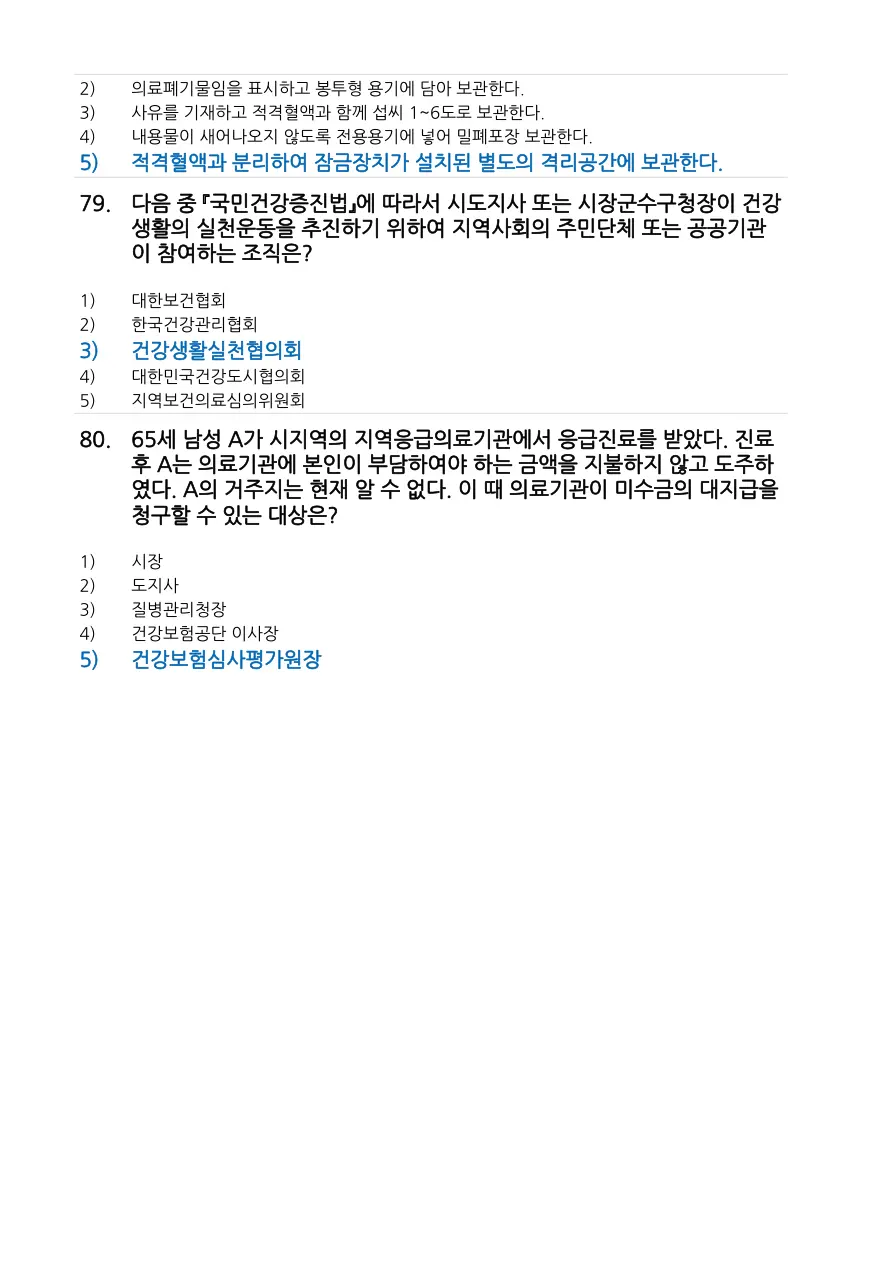 2) 의료폐기물임을 표시하고 봉투형 용기에 담아 보관한다.
3) 사유를 기재하고 적격혈액과 함께 섭씨 1~6도로 보관한다.
4) 내용물이 새어나오지 않도록 전용용기에 넣어 밀폐포장 보관한다.
5) 적격혈액과 분리하여 잠금장치가 설치된 별도의 격리공간에 보관한다.
79. 다음 중 『국민건강증진법』에 따라서 시도지사 또는 시장군수구청장이 건강
생활의 실천운동을 추진하기 위하여 지역사회의 주민단체 또는 공공기관
이 참여하는 조직은?
1) 대한보건협회
2) 한국건강관리협회
3) 건강생활실천협의회
4) 대한민국건강도시협의회
5) 지역보건의료심의위원회
80. 65세 남성 A가 시지역의 지역응급의료기관에서 응급진료를 받았다. 진료
후 A는 의료기관에 본인이 부담하여야 하는 금액을 지불하지 않고 도주하
였다. A의 거주지는 현재 알 수 없다. 이 때 의료기관이 미수금의 대지급을
청구할 수 있는 대상은?
1) 시장
2) 도지사
3) 질병관리청장
4) 건강보험공단 이사장
5) 건강보험심사평가원장